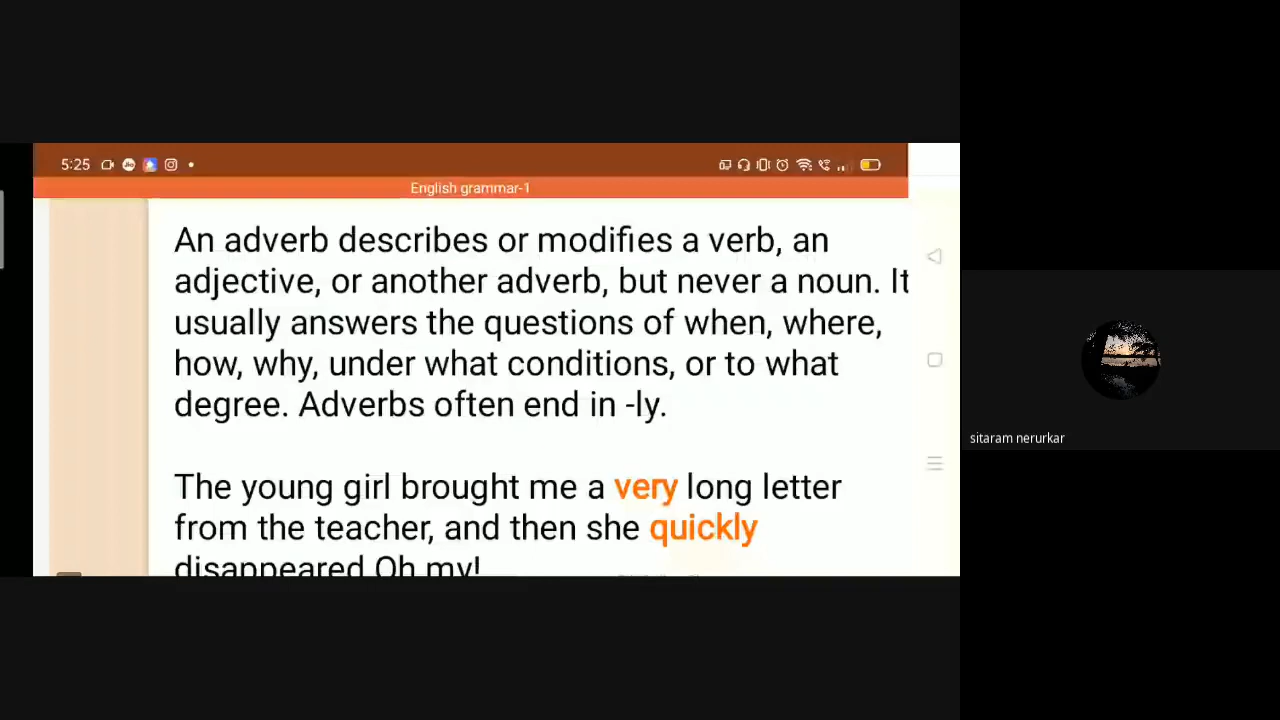 5:25
English grammar-1
An adverb describes or modifies a verb, an
adjective, or another adverb, but never a noun. It
usually answers the questions of when, where,
how, why, under what conditions, or to what
degree. Adverbs often end in -ly.
The young girl brought me a very long letter
from the teacher, and then she quickly
disappeared Oh my!
sitaram nerurkar